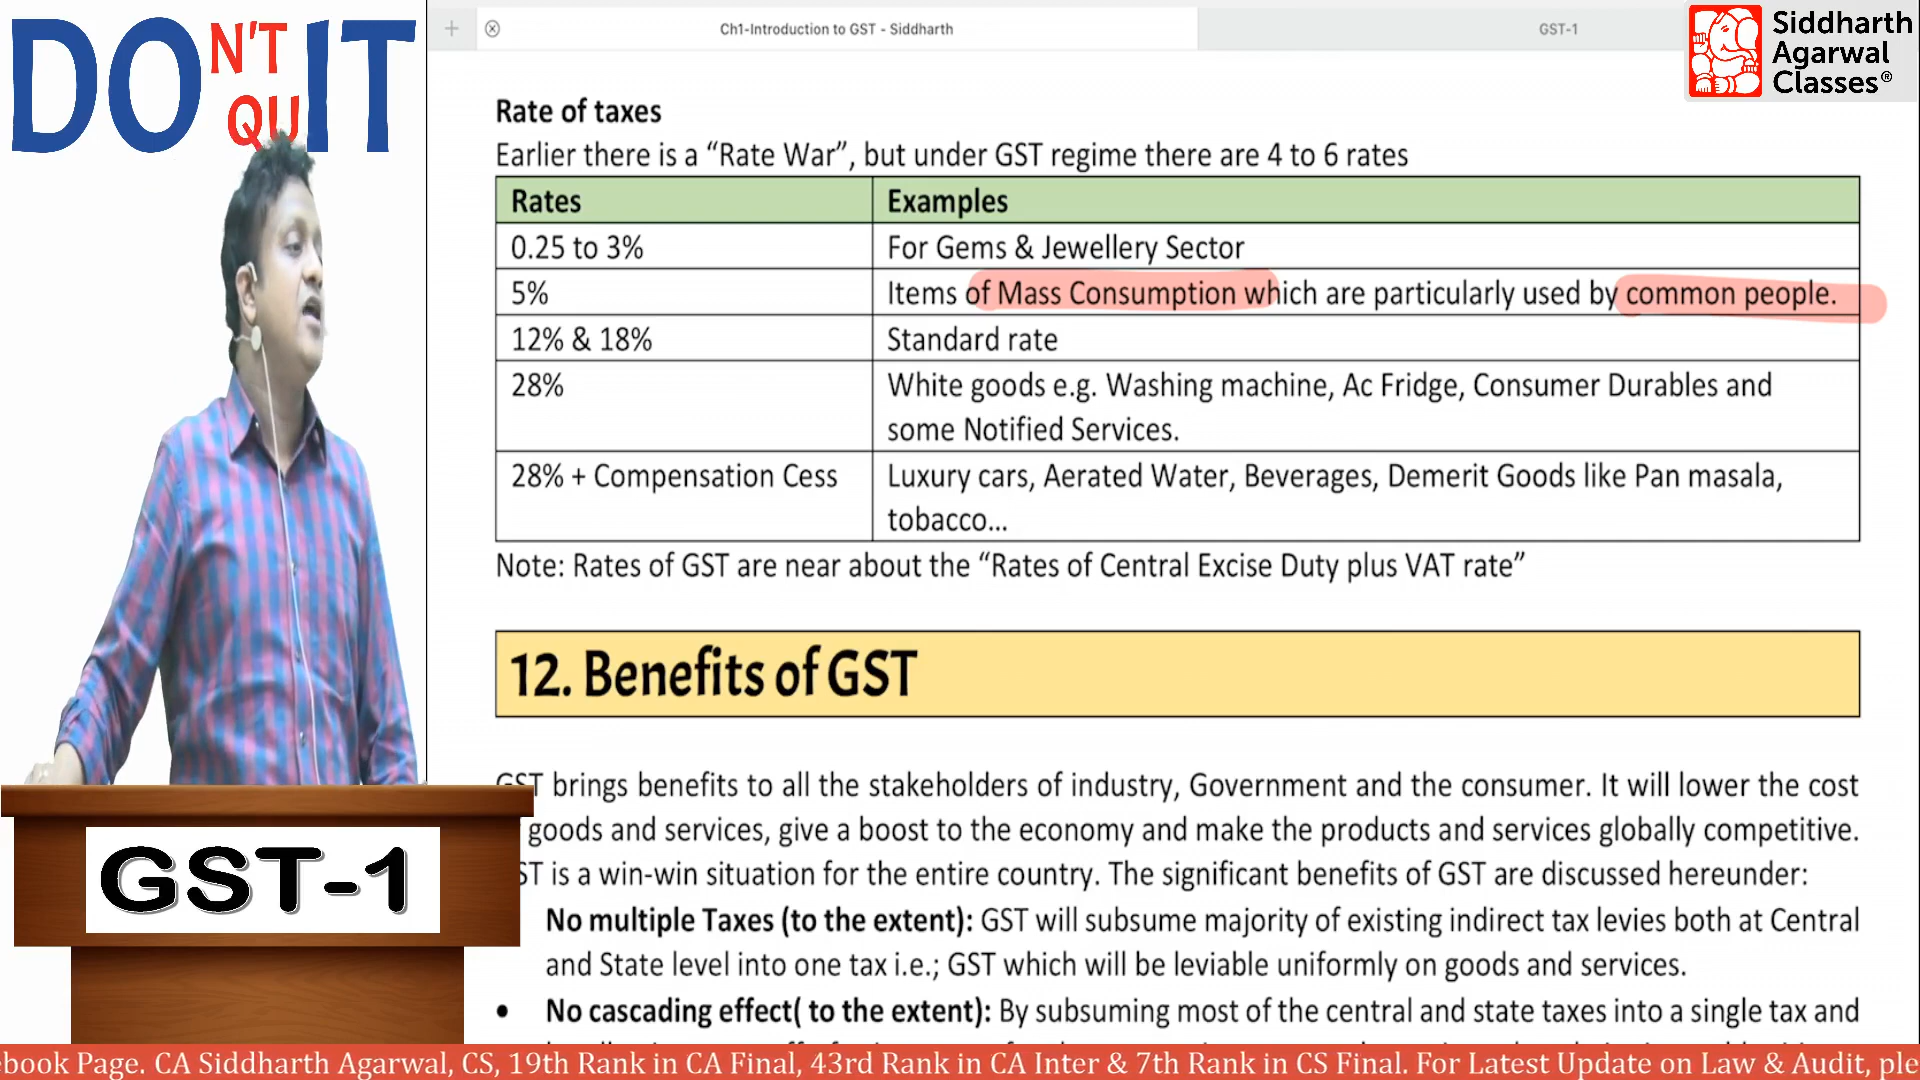 DON'T QUIT
Ch1-Introduction to GST - Siddharth
GST-1
Siddharth
Agarwal
Classes®
Rate of taxes
Earlier there is a “Rate War”, but under GST regime there are 4 to 6 rates
Rates Examples
0.25 to 3% For Gems & Jewellery Sector
5% Items of Mass Consumption which are particularly used by common people.
12% & 18% Standard rate
28% White goods e.g. Washing machine, Ac Fridge, Consumer Durables and
some Notified Services.
28% + Compensation Cess Luxury cars, Aerated Water, Beverages, Demerit Goods like Pan masala,
tobacco...
Note: Rates of GST are near about the “Rates of Central Excise Duty plus VAT rate”
12. Benefits of GST
GST brings benefits to all the stakeholders of industry, Government and the consumer. It will lower the cost
goods and services, give a boost to the economy and make the products and services globally competitive.
ST is a win-win situation for the entire country. The significant benefits of GST are discussed hereunder:
No multiple Taxes (to the extent): GST will subsume majority of existing indirect tax levies both at Central
and State level into one tax i.e.; GST which will be leviable uniformly on goods and services.
• No cascading effect( to the extent): By subsuming most of the central and state taxes into a single tax and
GST-1
ebook Page. CA Siddharth Agarwal, CS, 19th Rank in CA Final, 43rd Rank in CA Inter & 7th Rank in CS Final. For Latest Update on Law & Audit, ple